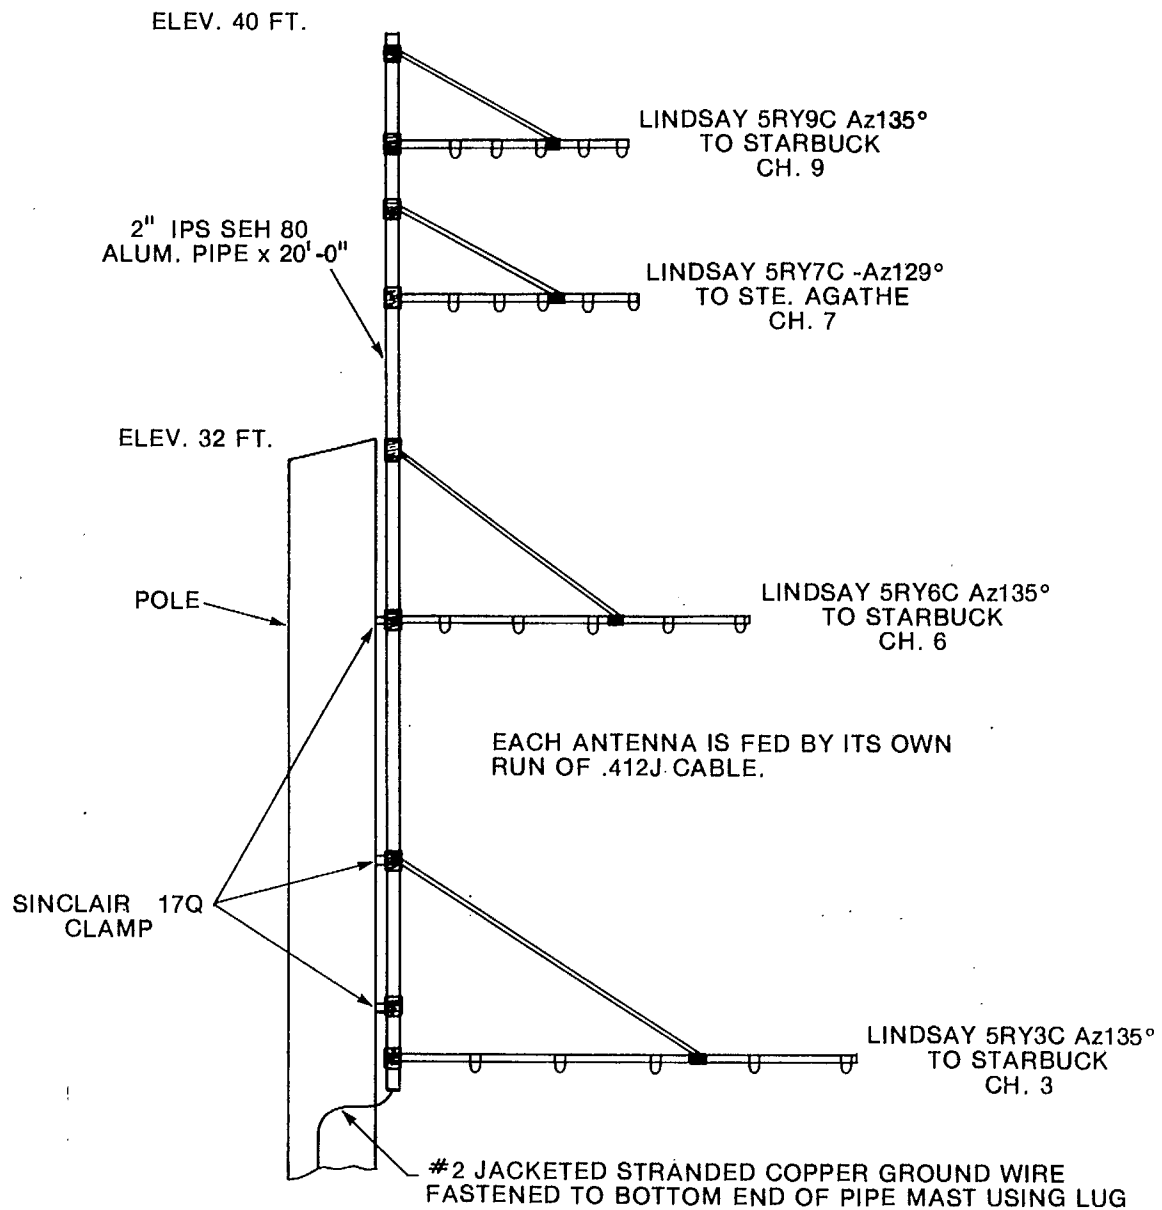 ELEV. 40 FT.
LINDSAY 5RY9C Az135°
TO STARBUCK
CH. 9
2" IPS SEH 80
ALUM. PIPE x 20'-0"
LINDSAY 5RY7C -Az129°
TO STE. AGATHE
CH. 7
ELEV. 32 FT.
POLE
LINDSAY 5RY6C Az135°
TO STARBUCK
CH. 6
EACH ANTENNA IS FED BY ITS OWN
RUN OF .412J CABLE.
SINCLAIR 17Q
CLAMP
LINDSAY 5RY3C Az135°
TO STARBUCK
CH. 3
#2 JACKETED STRANDED COPPER GROUND WIRE
FASTENED TO BOTTOM END OF PIPE MAST USING LUG